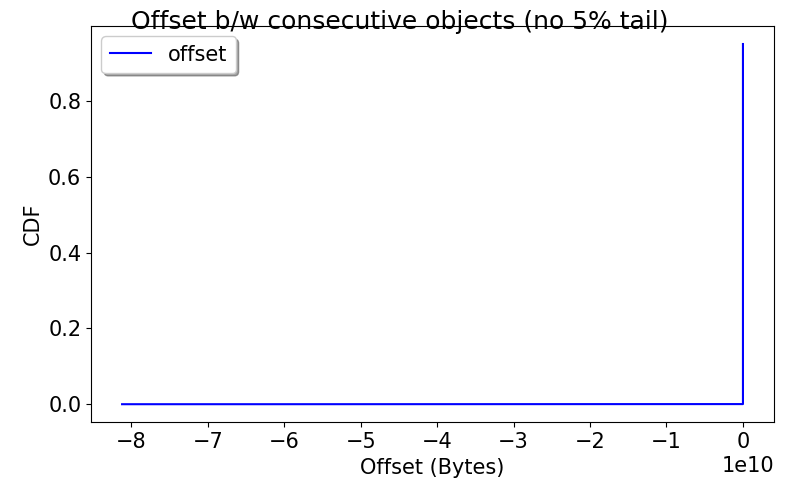 Offset b/w consecutive objects (no 5% tail)
offset
0.8
0.6
0.4
0.2
0.0
CDF
−8 −7 −6 −5 −4 −3 −2 −1 0
1e10
Offset (Bytes)